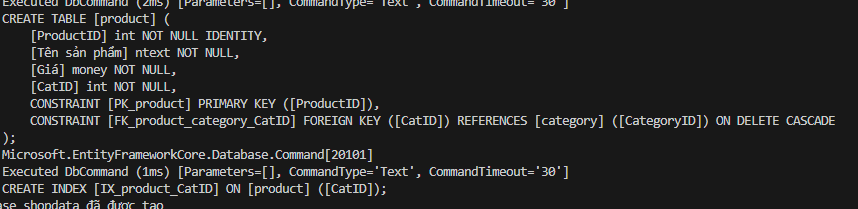 Executed DbCommand (2ms) [Parameters=[], CommandType='Text', CommandTimeout='30']
CREATE TABLE [product] (
[ProductID] int NOT NULL IDENTITY,
[Tên sản phẩm] ntext NOT NULL,
[Giá] money NOT NULL,
[CatID] int NOT NULL,
CONSTRAINT [PK_product] PRIMARY KEY ([ProductID]),
CONSTRAINT [FK_product_category_CatID] FOREIGN KEY ([CatID]) REFERENCES [category] ([CategoryID]) ON DELETE CASCADE
);
Microsoft.EntityFrameworkCore.Database.Command[20101]
Executed DbCommand (1ms) [Parameters=[], CommandType='Text', CommandTimeout='30']
CREATE INDEX [IX_product_CatID] ON [product] ([CatID]);
ase shopdata đã được tạo